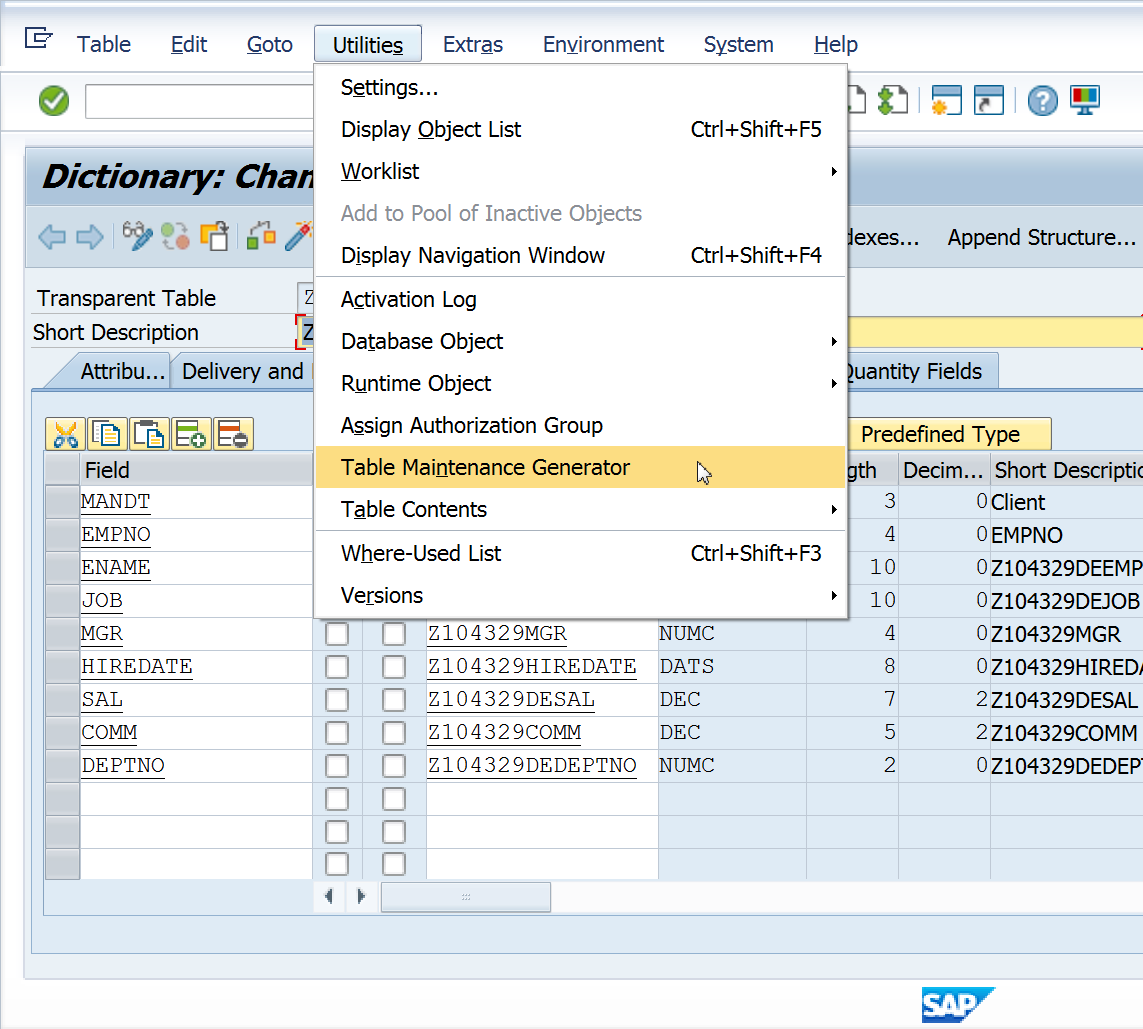 Table Edit Goto Utilities Extras Environment System Help
Settings...
Display Object List Ctrl+Shift+F5
Worklist
Add to Pool of Inactive Objects
Display Navigation Window Ctrl+Shift+F4
Activation Log
Database Object
Runtime Object
Assign Authorization Group
Table Maintenance Generator
Table Contents
Where-Used List Ctrl+Shift+F3
Versions
Dictionary: Chan
dexes... Append Structure...
Transparent Table Z
Short Description Z
Attribu... Delivery and Quantity Fields
Predefined Type
Field gth Decim... Short Descriptio
MANDT 3 0 Client
EMPNO 4 0 EMPNO
ENAME 10 0 Z104329DEEMP
JOB 10 0 Z104329DEJOB
MGR Z104329MGR NUMC 4 0 Z104329MGR
HIREDATE Z104329HIREDATE DATS 8 0 Z104329HIREDA
SAL Z104329DESAL DEC 7 2 Z104329DESAL
COMM Z104329COMM DEC 5 2 Z104329COMM
DEPTNO Z104329DEDEPTNO NUMC 2 0 Z104329DEDEPT
SAP